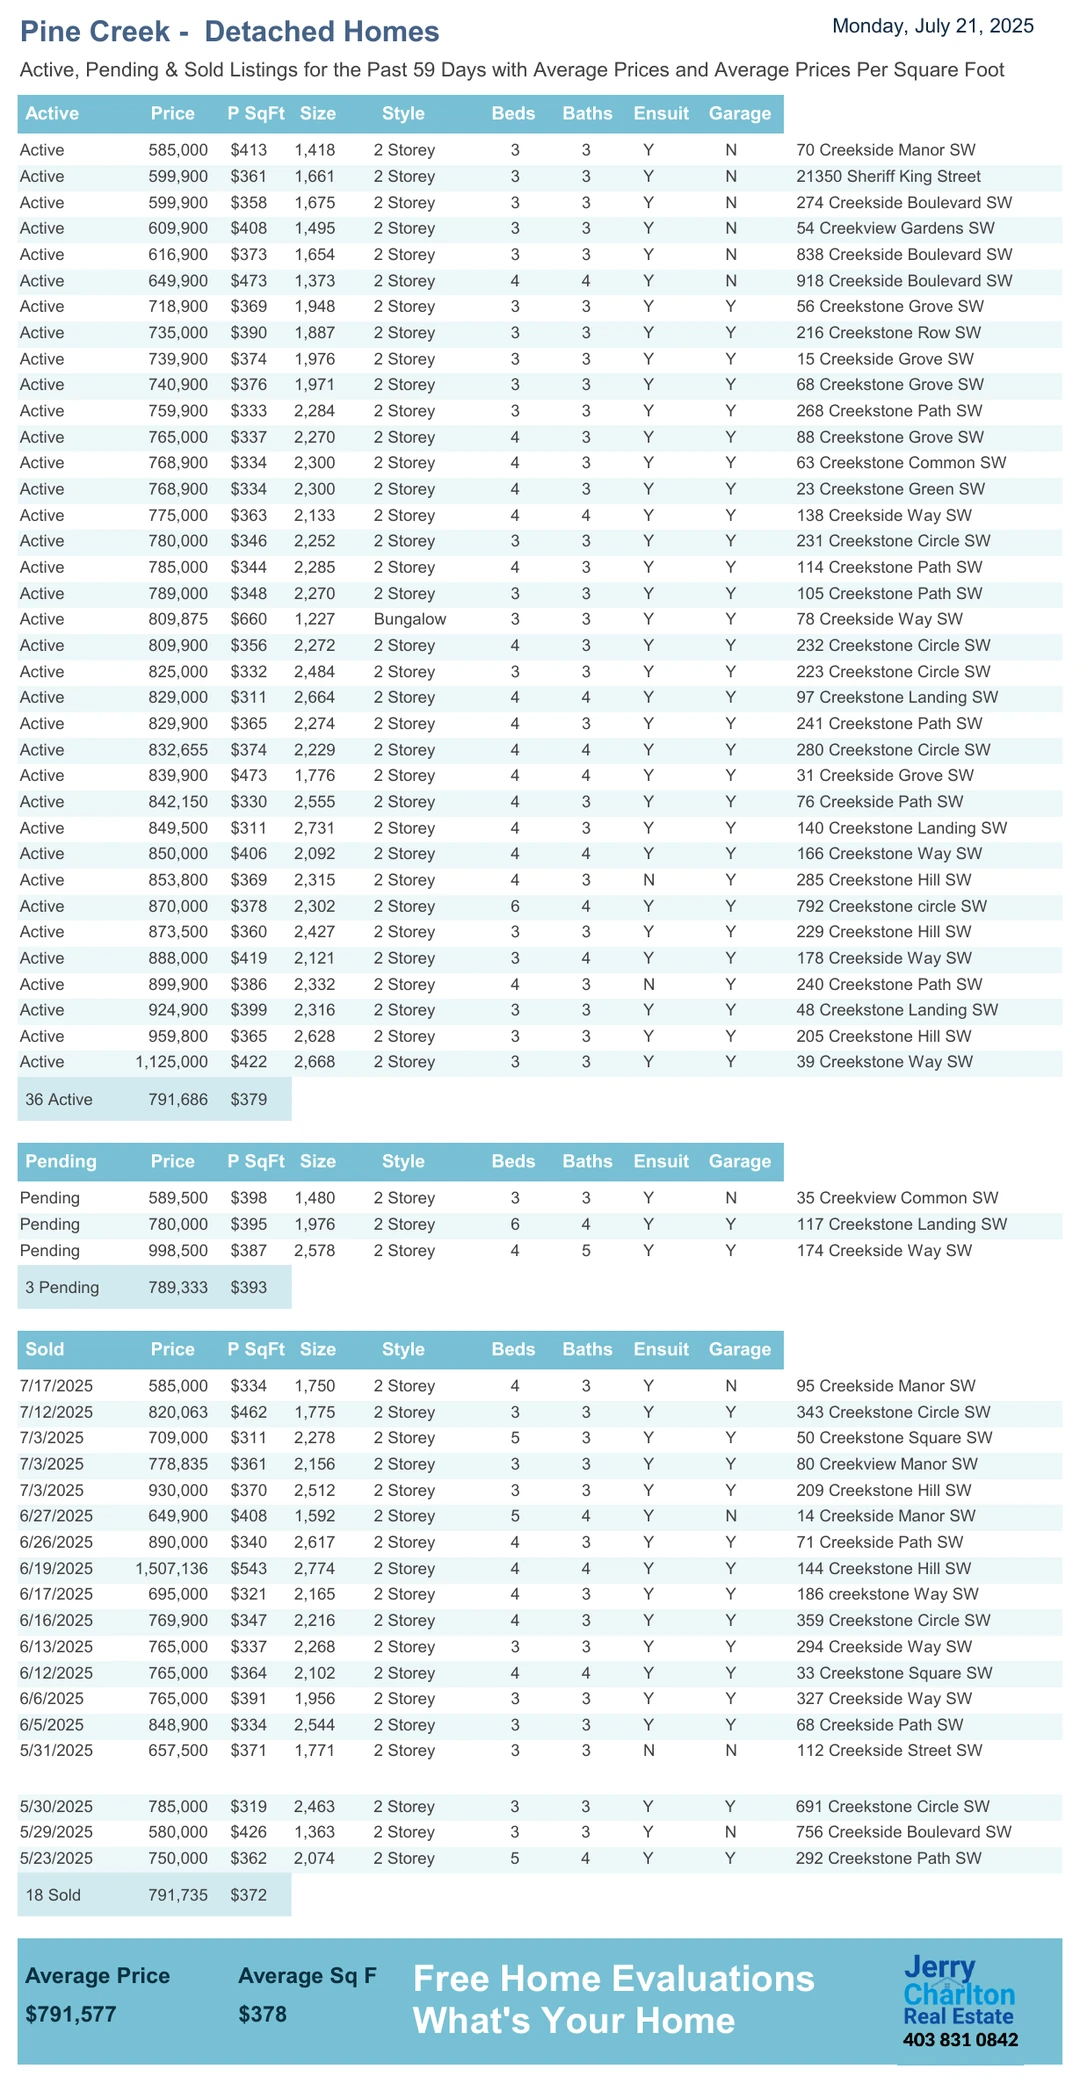 Pine Creek - Detached Homes
Monday, July 21, 2025
Active, Pending & Sold Listings for the Past 59 Days with Average Prices and Average Prices Per Square Foot
Active Price P SqFt Size Style Beds Baths Ensuit Garage
Active 585,000 $413 1,418 2 Storey 3 3 Y N 70 Creekside Manor SW
Active 599,900 $361 1,661 2 Storey 3 3 Y N 21350 Sheriff King Street
Active 599,900 $358 1,675 2 Storey 3 3 Y N 274 Creekside Boulevard SW
Active 609,900 $408 1,495 2 Storey 3 3 Y N 54 Creekview Gardens SW
Active 616,900 $373 1,654 2 Storey 3 3 Y N 838 Creekside Boulevard SW
Active 649,900 $473 1,373 2 Storey 4 4 Y N 918 Creekside Boulevard SW
Active 718,900 $369 1,948 2 Storey 3 3 Y Y 56 Creekstone Grove SW
Active 735,000 $390 1,887 2 Storey 3 3 Y Y 216 Creekstone Row SW
Active 739,900 $374 1,976 2 Storey 3 3 Y Y 15 Creekside Grove SW
Active 740,900 $376 1,971 2 Storey 3 3 Y Y 68 Creekstone Grove SW
Active 759,900 $333 2,284 2 Storey 3 3 Y Y 268 Creekstone Path SW
Active 765,000 $337 2,270 2 Storey 4 3 Y Y 88 Creekstone Grove SW
Active 768,900 $334 2,300 2 Storey 4 3 Y Y 63 Creekstone Common SW
Active 768,900 $334 2,300 2 Storey 4 3 Y Y 23 Creekstone Green SW
Active 775,000 $363 2,133 2 Storey 4 4 Y Y 138 Creekside Way SW
Active 780,000 $346 2,252 2 Storey 3 3 Y Y 231 Creekstone Circle SW
Active 785,000 $344 2,285 2 Storey 4 3 Y Y 114 Creekstone Path SW
Active 789,000 $348 2,270 2 Storey 3 3 Y Y 105 Creekstone Path SW
Active 809,875 $660 1,227 Bungalow 3 3 Y Y 78 Creekside Way SW
Active 809,900 $356 2,272 2 Storey 4 3 Y Y 232 Creekstone Circle SW
Active 825,000 $332 2,484 2 Storey 3 3 Y Y 223 Creekstone Circle SW
Active 829,000 $311 2,664 2 Storey 4 4 Y Y 97 Creekstone Landing SW
Active 829,900 $365 2,274 2 Storey 4 3 Y Y 241 Creekstone Path SW
Active 832,655 $374 2,229 2 Storey 4 4 Y Y 280 Creekstone Circle SW
Active 839,900 $473 1,776 2 Storey 4 4 Y Y 31 Creekside Grove SW
Active 842,150 $330 2,555 2 Storey 4 3 Y Y 76 Creekside Path SW
Active 849,500 $311 2,731 2 Storey 4 3 Y Y 140 Creekstone Landing SW
Active 850,000 $406 2,092 2 Storey 4 4 Y Y 166 Creekstone Way SW
Active 853,800 $369 2,315 2 Storey 4 3 N Y 285 Creekstone Hill SW
Active 870,000 $378 2,302 2 Storey 6 4 Y Y 792 Creekstone circle SW
Active 873,500 $360 2,427 2 Storey 3 3 Y Y 229 Creekstone Hill SW
Active 888,000 $419 2,121 2 Storey 3 4 Y Y 178 Creekside Way SW
Active 899,900 $386 2,332 2 Storey 4 3 N Y 240 Creekstone Path SW
Active 924,900 $399 2,316 2 Storey 3 3 Y Y 48 Creekstone Landing SW
Active 959,800 $365 2,628 2 Storey 3 3 Y Y 205 Creekstone Hill SW
Active 1,125,000 $422 2,668 2 Storey 3 3 Y Y 39 Creekstone Way SW
36 Active 791,686 $379
Pending Price P SqFt Size Style Beds Baths Ensuit Garage
Pending 589,500 $398 1,480 2 Storey 3 3 Y N 35 Creekview Common SW
Pending 780,000 $395 1,976 2 Storey 6 4 Y Y 117 Creekstone Landing SW
Pending 998,500 $387 2,578 2 Storey 4 5 Y Y 174 Creekside Way SW
3 Pending 789,333 $393
Sold Price P SqFt Size Style Beds Baths Ensuit Garage
7/17/2025 585,000 $334 1,750 2 Storey 4 3 Y N 95 Creekside Manor SW
7/12/2025 820,063 $462 1,775 2 Storey 3 3 Y Y 343 Creekstone Circle SW
7/3/2025 709,000 $311 2,278 2 Storey 5 3 Y Y 50 Creekstone Square SW
7/3/2025 778,835 $361 2,156 2 Storey 3 3 Y Y 80 Creekview Manor SW
7/3/2025 930,000 $370 2,512 2 Storey 3 3 Y Y 209 Creekstone Hill SW
6/27/2025 649,900 $408 1,592 2 Storey 5 4 Y N 14 Creekside Manor SW
6/26/2025 890,000 $340 2,617 2 Storey 4 3 Y Y 71 Creekside Path SW
6/19/2025 1,507,136 $543 2,774 2 Storey 4 4 Y Y 144 Creekstone Hill SW
6/17/2025 695,000 $321 2,165 2 Storey 4 3 Y Y 186 creekstone Way SW
6/16/2025 769,900 $347 2,216 2 Storey 4 3 Y Y 359 Creekstone Circle SW
6/13/2025 765,000 $337 2,268 2 Storey 3 3 Y Y 294 Creekside Way SW
6/12/2025 765,000 $364 2,102 2 Storey 4 4 Y Y 33 Creekstone Square SW
6/6/2025 765,000 $391 1,956 2 Storey 3 3 Y Y 327 Creekside Way SW
6/5/2025 848,900 $334 2,544 2 Storey 3 3 Y Y 68 Creekside Path SW
5/31/2025 657,500 $371 1,771 2 Storey 3 3 N N 112 Creekside Street SW
5/30/2025 785,000 $319 2,463 2 Storey 3 3 Y Y 691 Creekstone Circle SW
5/29/2025 580,000 $426 1,363 2 Storey 3 3 Y N 756 Creekside Boulevard SW
5/23/2025 750,000 $362 2,074 2 Storey 5 4 Y Y 292 Creekstone Path SW
18 Sold 791,735 $372
Average Price Average Sq F
$791,577 $378
Free Home Evaluations
What's Your Home
Jerry
Charlton
Real Estate
403 831 0842